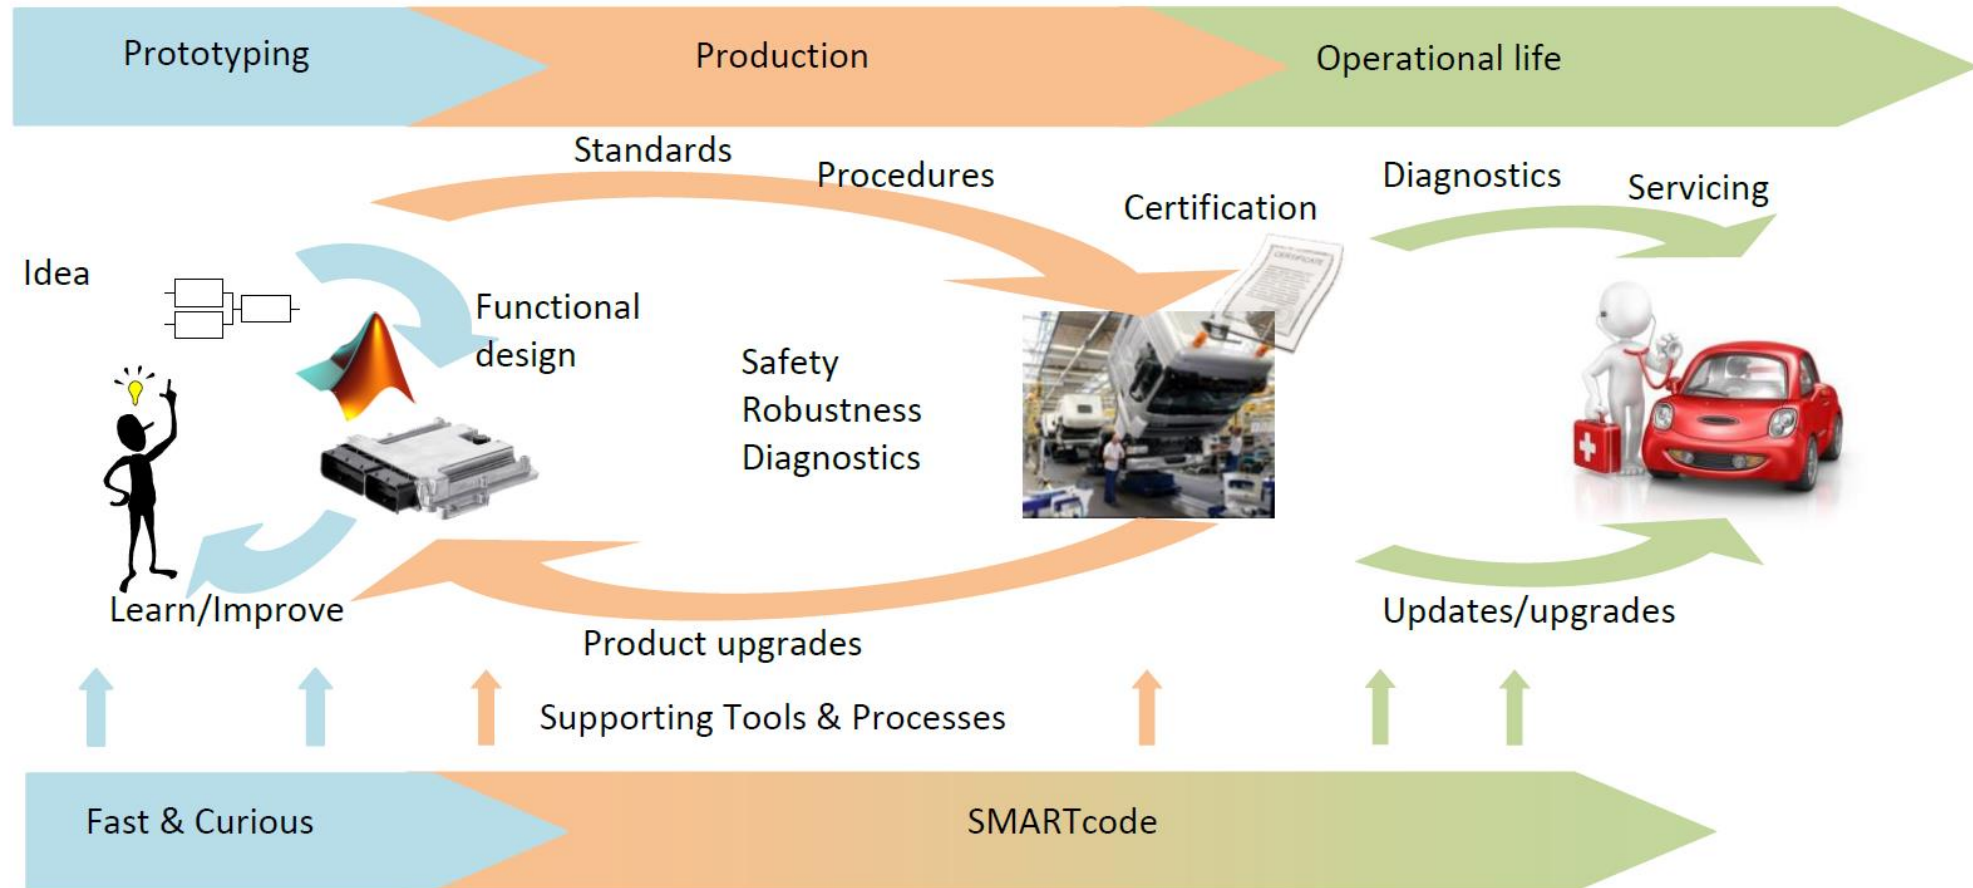 Prototyping
Production
Operational life
Standards
Procedures
Certification
Diagnostics
Servicing
Idea
Functional
design
CERTIFICATE
Safety
Robustness
Diagnostics
Learn/Improve
Product upgrades
Updates/upgrades
Supporting Tools & Processes
Fast & Curious
SMARTcode